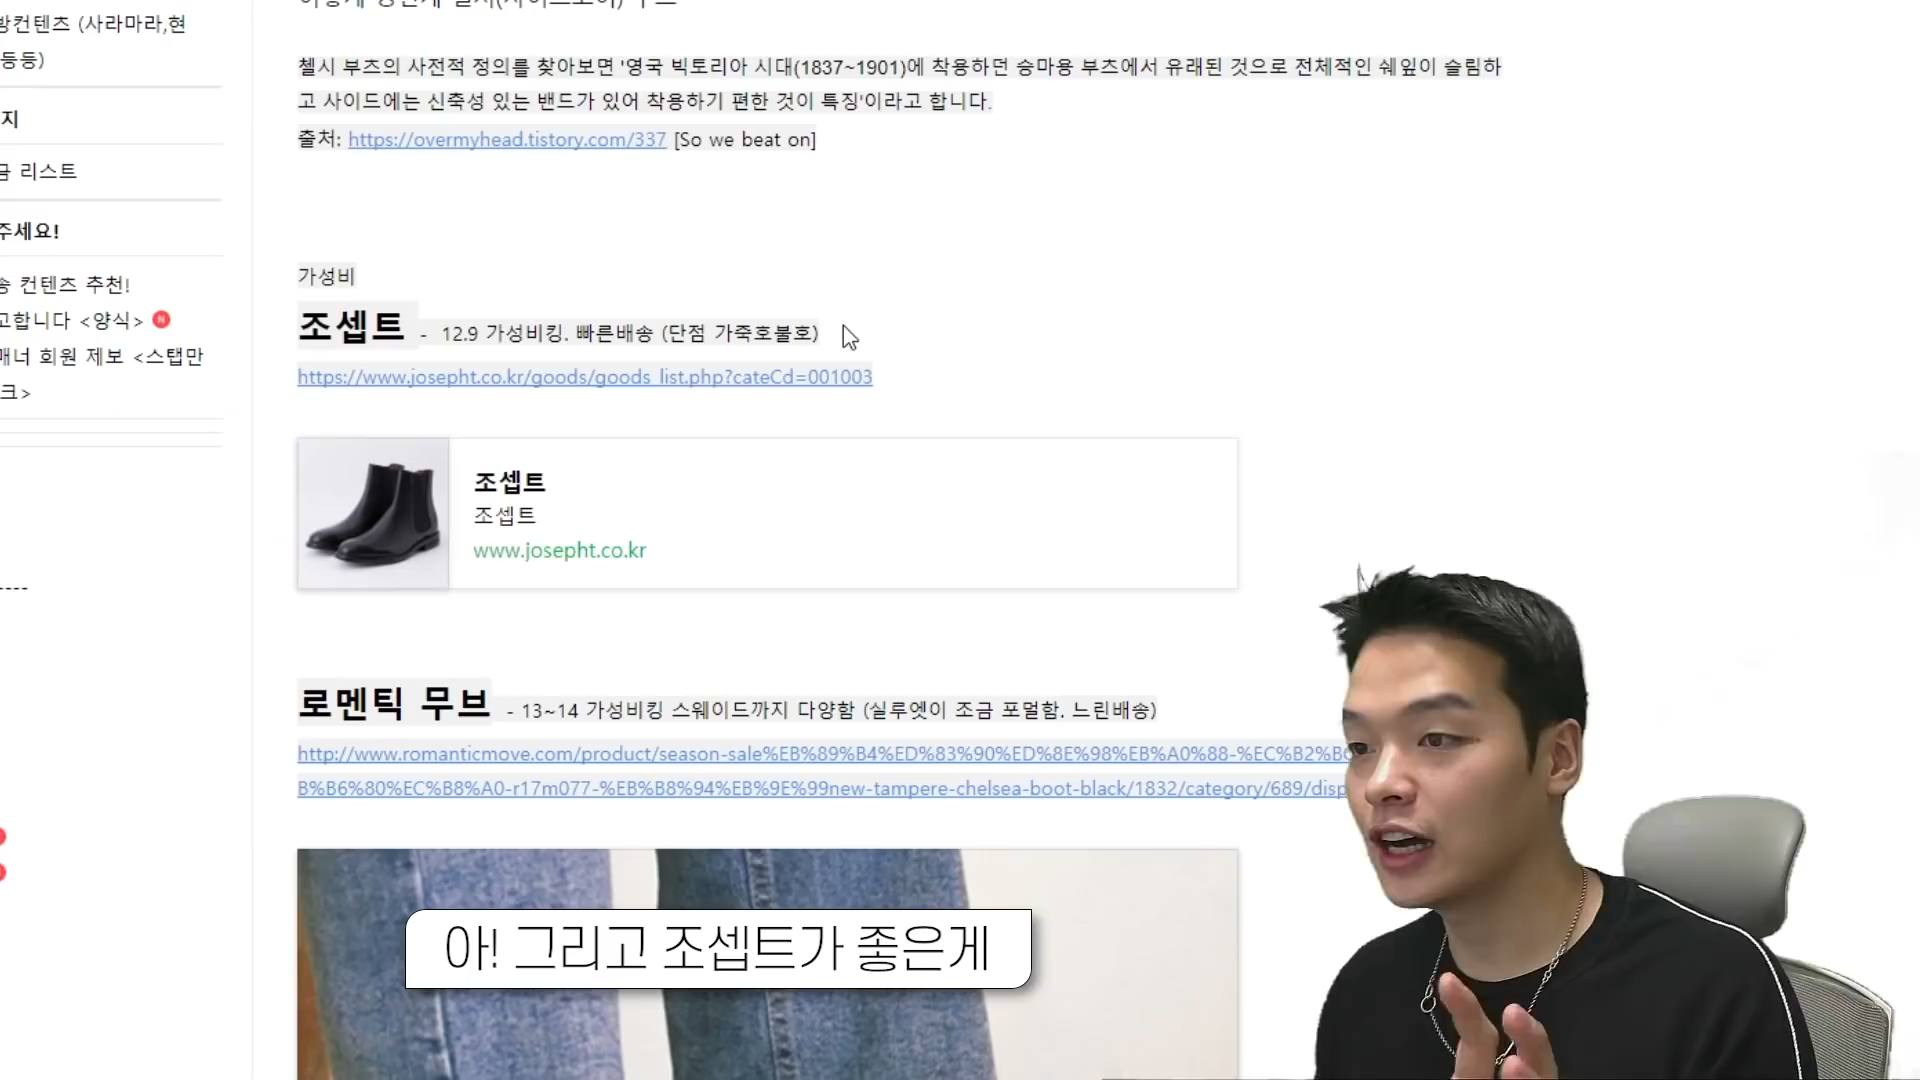 방컨텐츠 (사라마라,현
등등)
지
금 리스트
주세요!
송 컨텐츠 추천!
고합니다 <양식> N
매너 회원 제보 <스탭만
크>
첼시 부츠의 사전적 정의를 찾아보면 '영국 빅토리아 시대(1837~1901)에 착용하던 승마용 부츠에서 유래된 것으로 전체적인 쉐잎이 슬림하
고 사이드에는 신축성 있는 밴드가 있어 착용하기 편한 것이 특징'이라고 합니다.
출처: https://overmyhead.tistory.com/337 [So we beat on]
가성비
조셉트 - 12.9 가성비킹. 빠른배송 (단점 가죽호불호)
https://www.josepht.co.kr/goods/goods_list.php?cateCd=001003
조셉트
조셉트
www.josepht.co.kr
로멘틱 무브 - 13~14 가성비킹 스웨이드까지 다양함 (실루엣이 조금 포멀함. 느린배송)
http://www.romanticmove.com/product/season-sale%EB%89%B4%ED%83%90%ED%8E%98%EB%A0%88-%EC%B2%B
B%B6%80%EC%B8%A0-r17m077-%EB%B8%94%EB%9E%99new-tampere-chelsea-boot-black/1832/category/689/disp
아! 그리고 조셉트가 좋은게